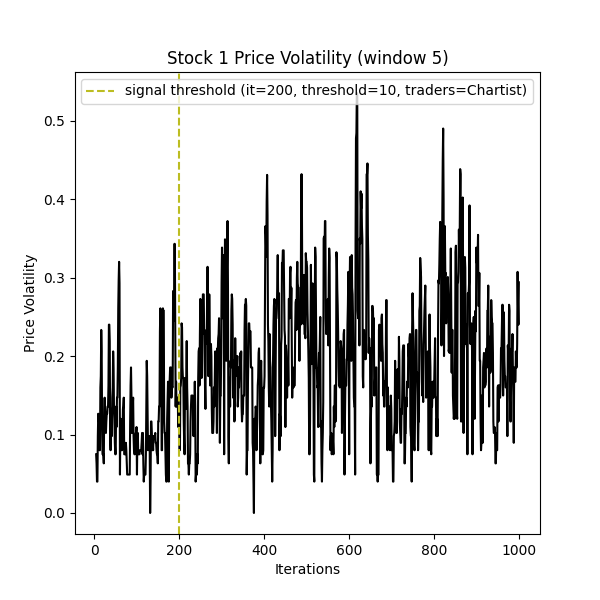 Stock 1 Price Volatility (window 5)
signal threshold (it=200, threshold=10, traders=Chartist)
Price Volatility
0.5
0.4
0.3
0.2
0.1
0.0
0 200 400 600 800 1000
Iterations